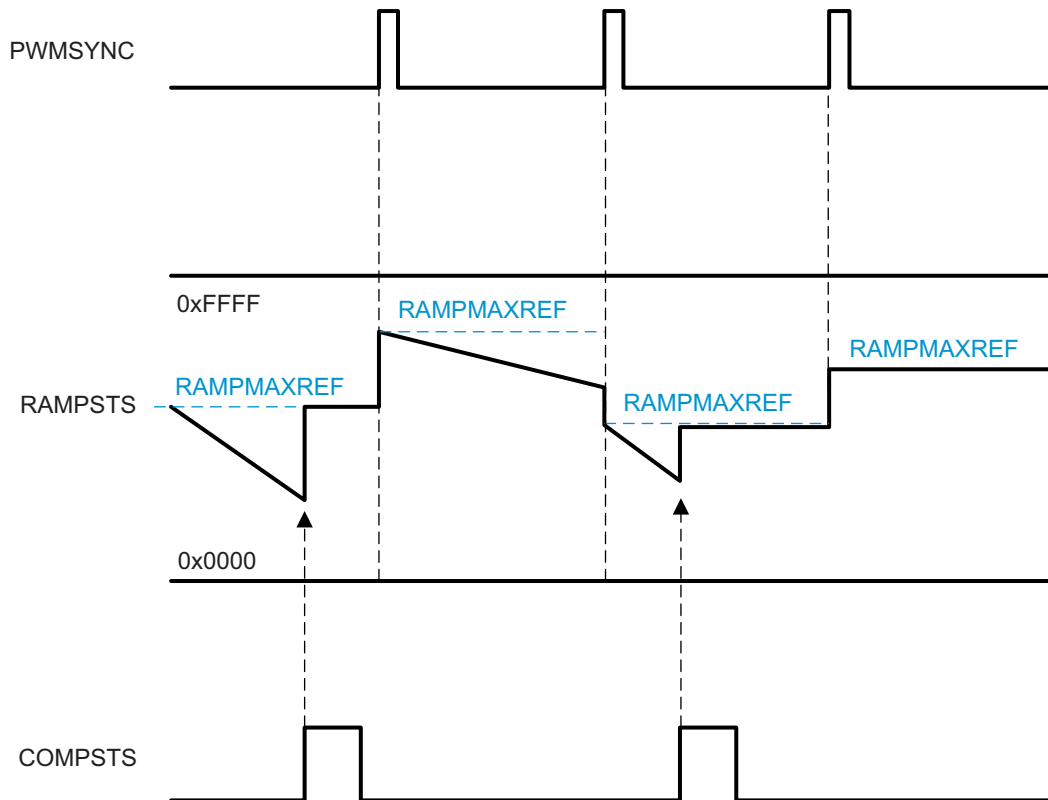 PWMSYNC
0xFFFF
RAMPMAXREF
RAMPMAXREF
RAMPMAXREF
RAMPMAXREF
RAMPSTS
0x0000
COMPSTS